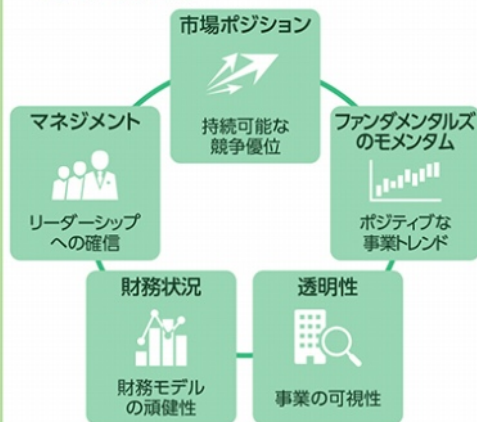 市場ポジション
持続可能な
競争優位
マネジメント
リーダーシップ
への確信
ファンダメンタルズ
のモメンタム
ポジティブな
事業トレンド
財務状況
財務モデル
の頑健性
透明性
事業の可視性